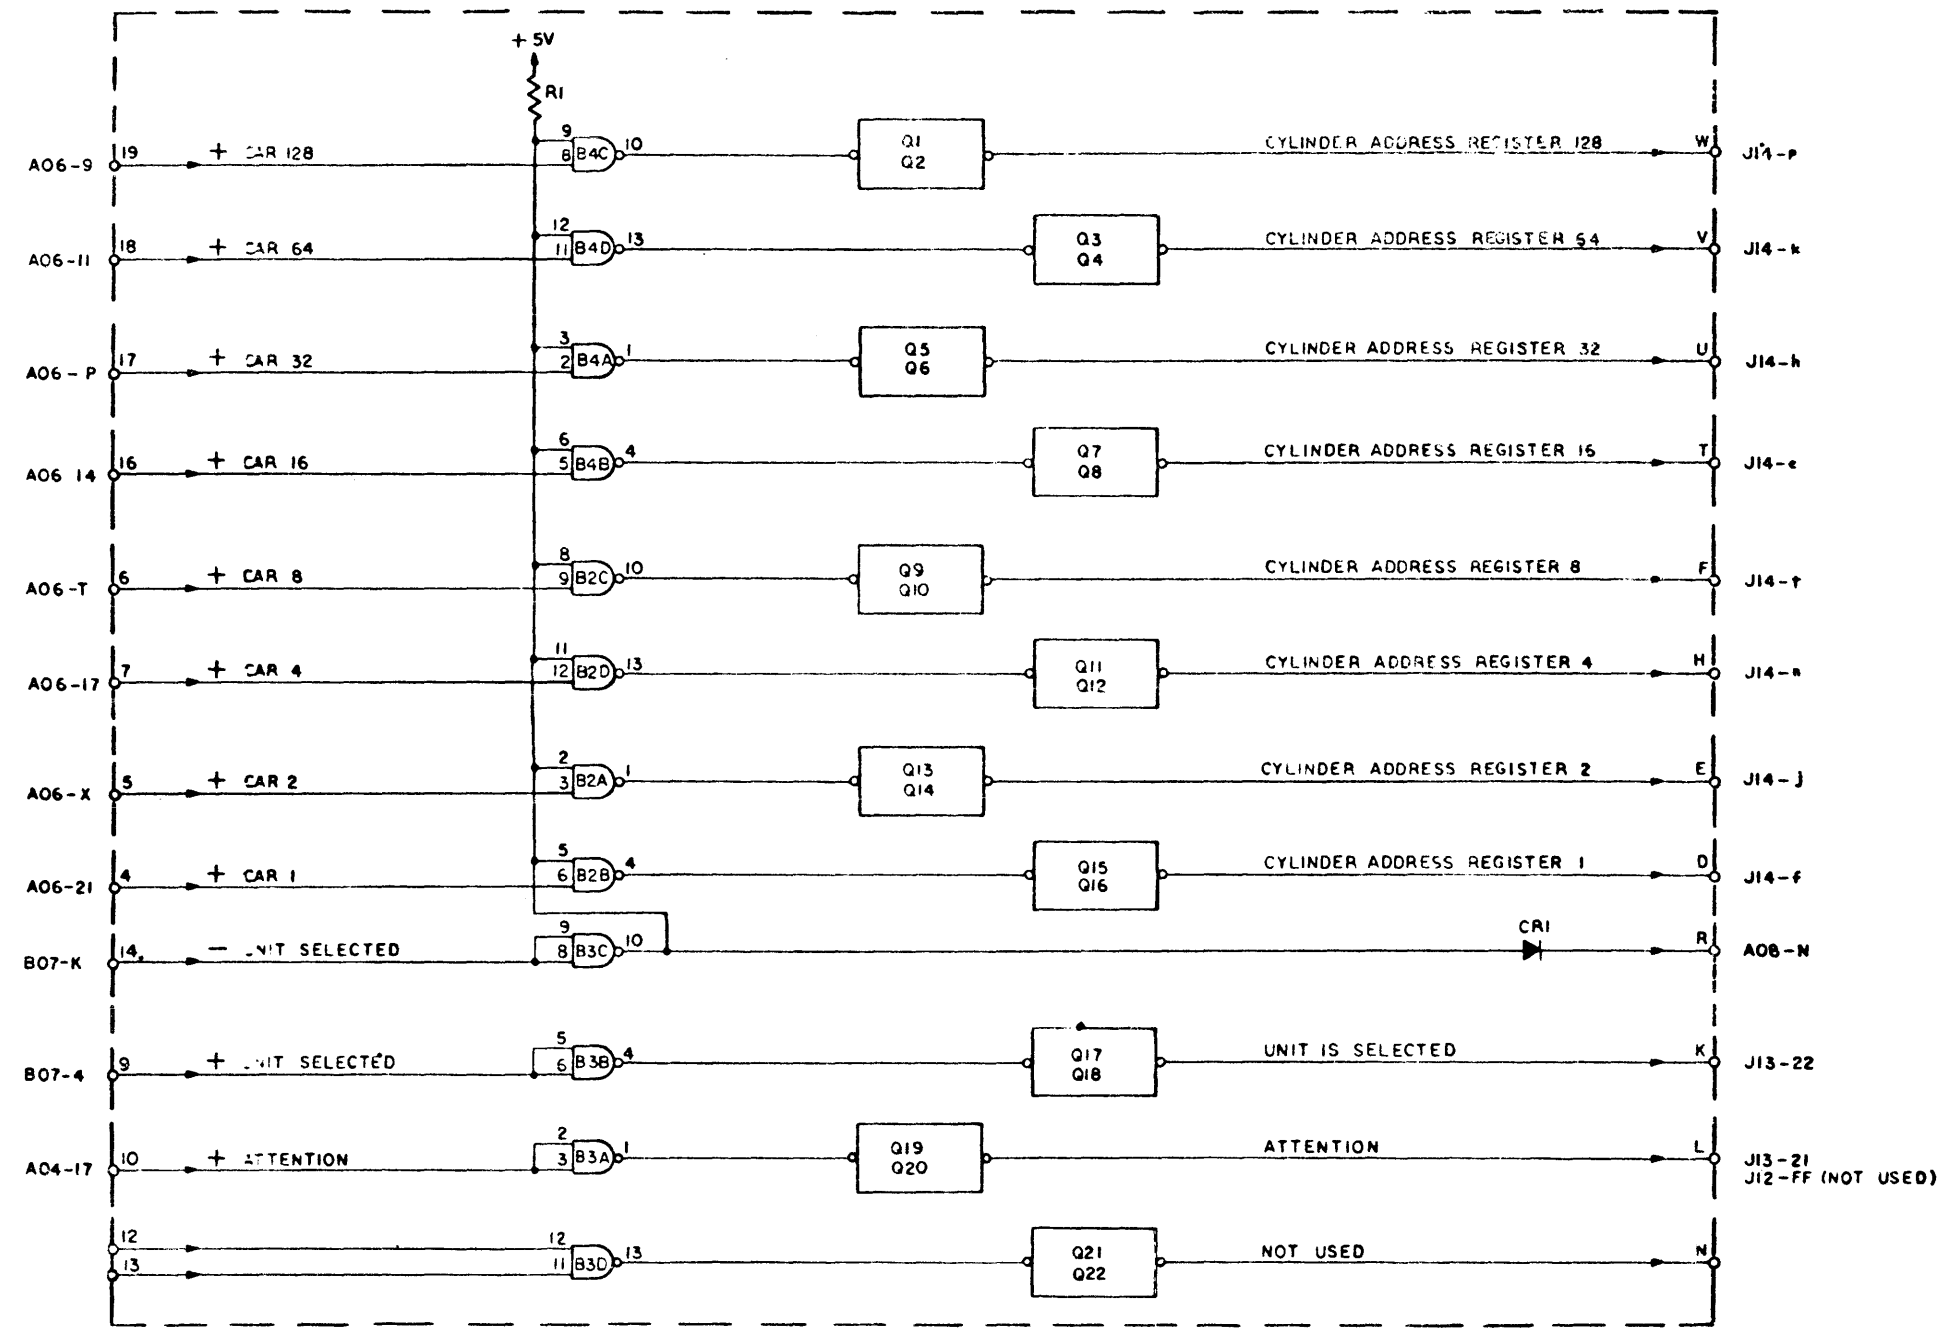 + 5V
R1
A06-9 19 + CAR 128 9 8 B4C 10 Q1 Q2 CYLINDER ADDRESS REGISTER 128 W
A06-11 18 + CAR 64 12 11 B4D 13 Q3 Q4 CYLINDER ADDRESS REGISTER 64 V J14-k
A06-P 17 + CAR 32 3 2 B4A 1 Q5 Q6 CYLINDER ADDRESS REGISTER 32 U J14-h
A06 14 16 + CAR 16 6 5 B4B 4 Q7 Q8 CYLINDER ADDRESS REGISTER 16 T
A06-T 6 + CAR 8 8 9 B2C 10 Q9 Q10 CYLINDER ADDRESS REGISTER 8 F
A06-17 7 + CAR 4 11 12 B2D 13 Q11 Q12 CYLINDER ADDRESS REGISTER 4 H J14-n
A06-X 5 + CAR 2 2 3 B2A 1 Q13 Q14 CYLINDER ADDRESS REGISTER 2 E J14-j
A06-21 4 + CAR 1 5 6 B2B 4 Q15 Q16 CYLINDER ADDRESS REGISTER 1 D J14-f
B07-K 14 - UNIT SELECTED 9 8 B3C 10 CR1 R A08-N
B07-4 9 + UNIT SELECTED 5 6 B3B 4 Q17 Q18 UNIT IS SELECTED K J13-22
A04-17 10 + ATTENTION 2 3 B3A 1 Q19 Q20 ATTENTION L J13-21
J12-FF (NOT USED)
12 13 12 11 B3D 13 Q21 Q22 NOT USED N